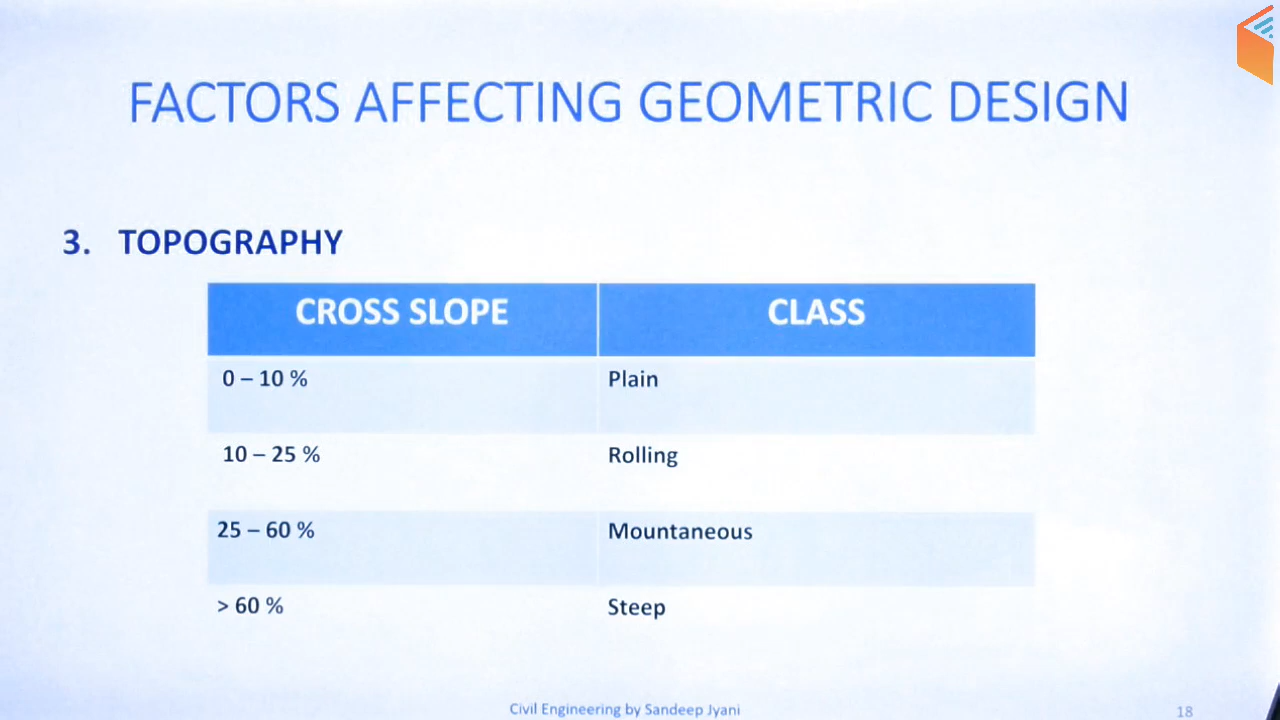 FACTORS AFFECTING GEOMETRIC DESIGN
3. TOPOGRAPHY
CROSS SLOPE CLASS
0 – 10 % Plain
10 – 25 % Rolling
25 – 60 % Mountaneous
> 60 % Steep
Civil Engineering by Sandeep Jyani 18